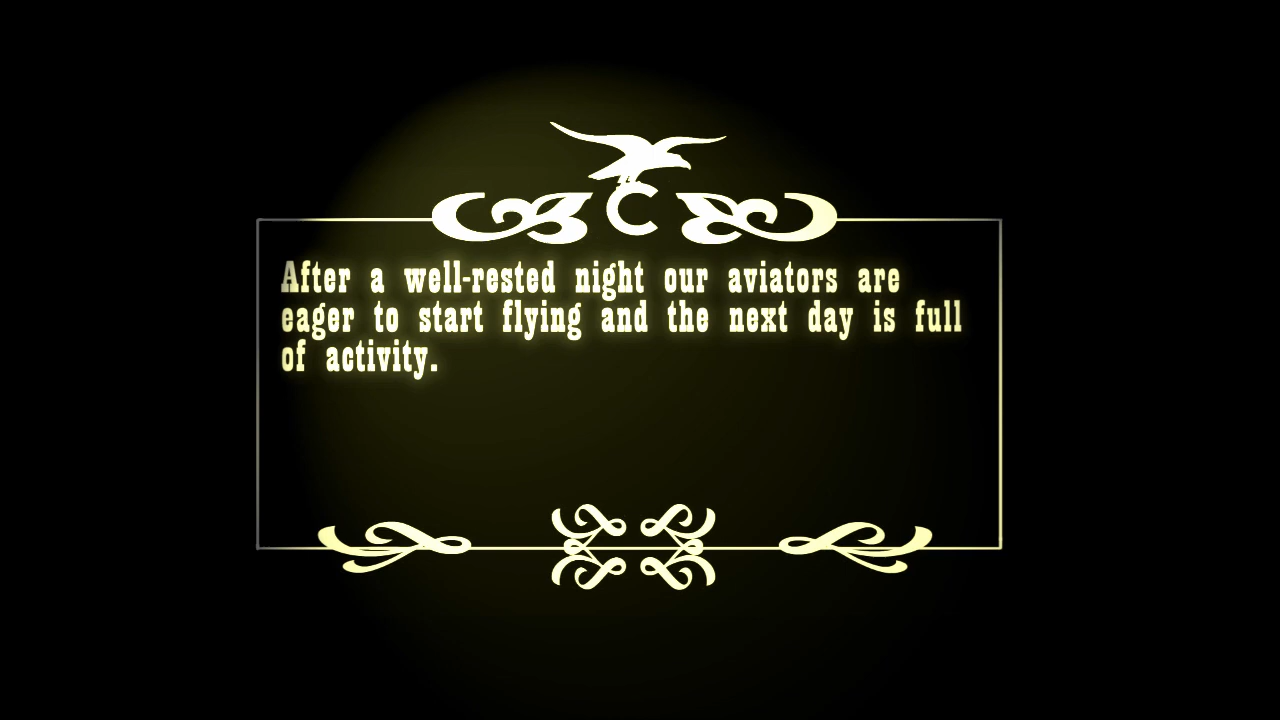 C
After a well-rested night our aviators are
eager to start flying and the next day is full
of activity.